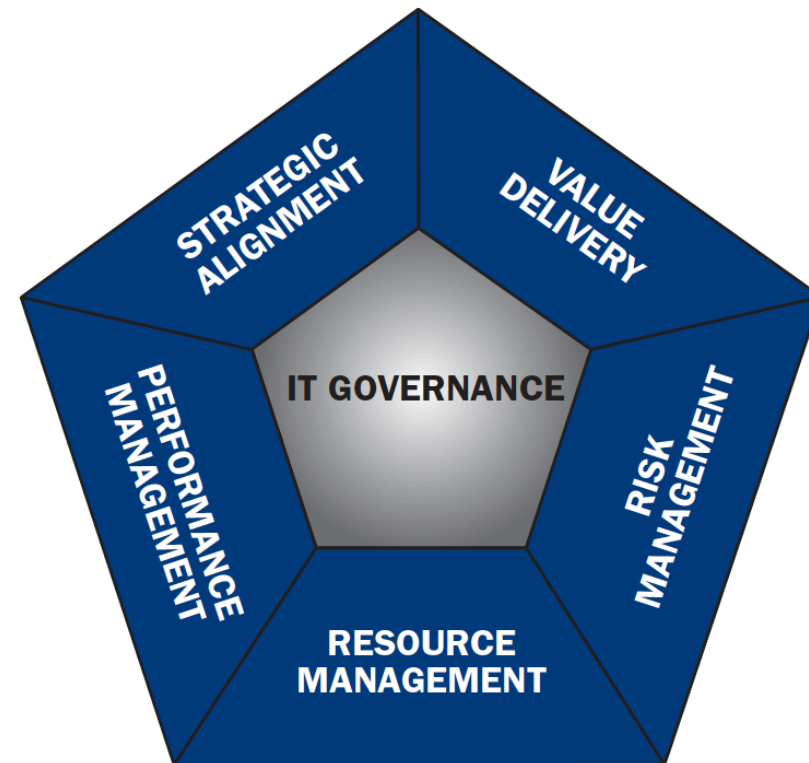 STRATEGIC
ALIGNMENT
VALUE
DELIVERY
IT GOVERNANCE
PERFORMANCE
MANAGEMENT
RISK
MANAGEMENT
RESOURCE
MANAGEMENT